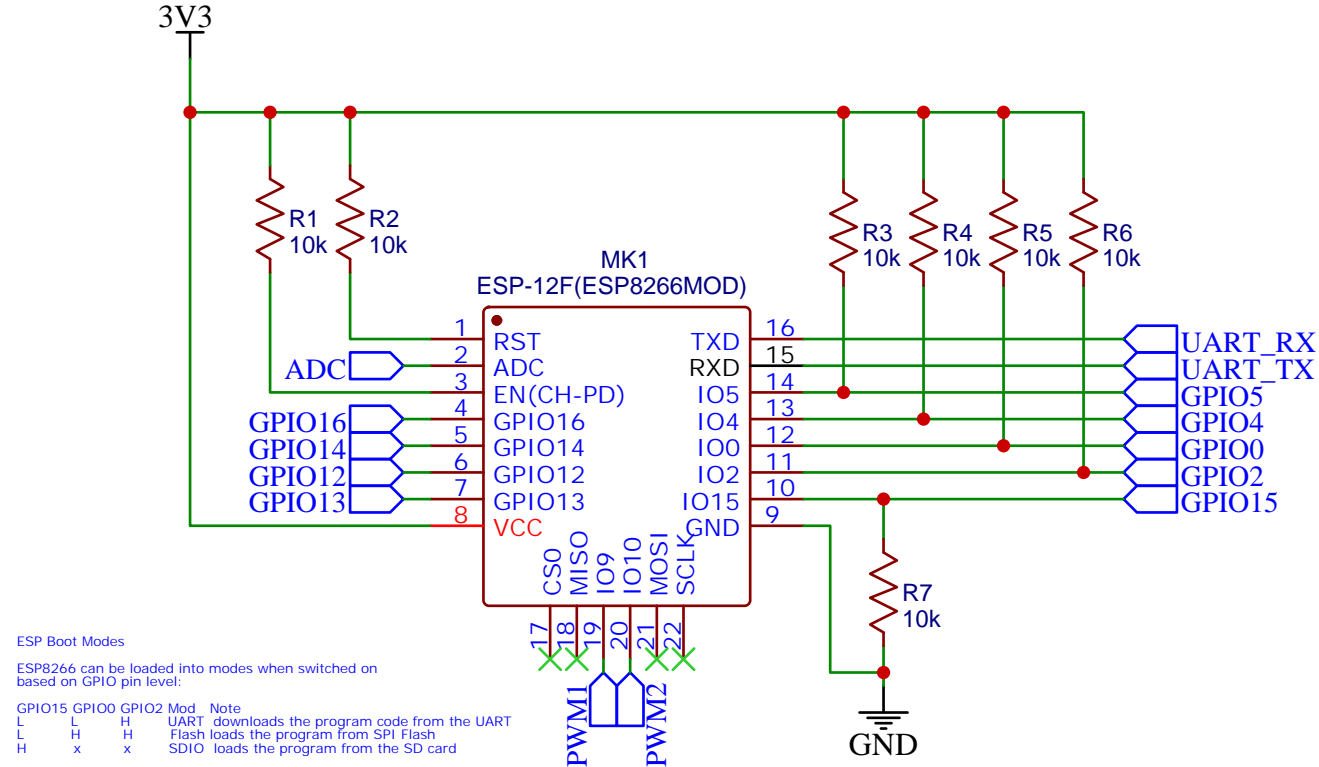 3V3
R1
10k
R2
10k
R3
10k
R4
10k
R5
10k
R6
10k
MK1
ESP-12F(ESP8266MOD)
1 RST
2 ADC
3 EN(CH-PD)
4 GPIO16
5 GPIO14
6 GPIO12
7 GPIO13
8 VCC
TXD 16
RXD 15
IO5 14
IO4 13
IO0 12
IO2 11
IO15 10
GND 9
ADC
GPIO16
GPIO14
GPIO12
GPIO13
UART_RX
UART_TX
GPIO5
GPIO4
GPIO0
GPIO2
GPIO15
CS0 17
MISO 18
IO9 19
IO10 20
MOSI 21
SCLK 22
PWM1
PWM2
R7
10k
GND
ESP Boot Modes
ESP8266 can be loaded into modes when switched on
based on GPIO pin level:
GPIO15 GPIO0 GPIO2 Mod Note
L L H UART downloads the program code from the UART
L H H Flash loads the program from SPI Flash
H x x SDIO loads the program from the SD card